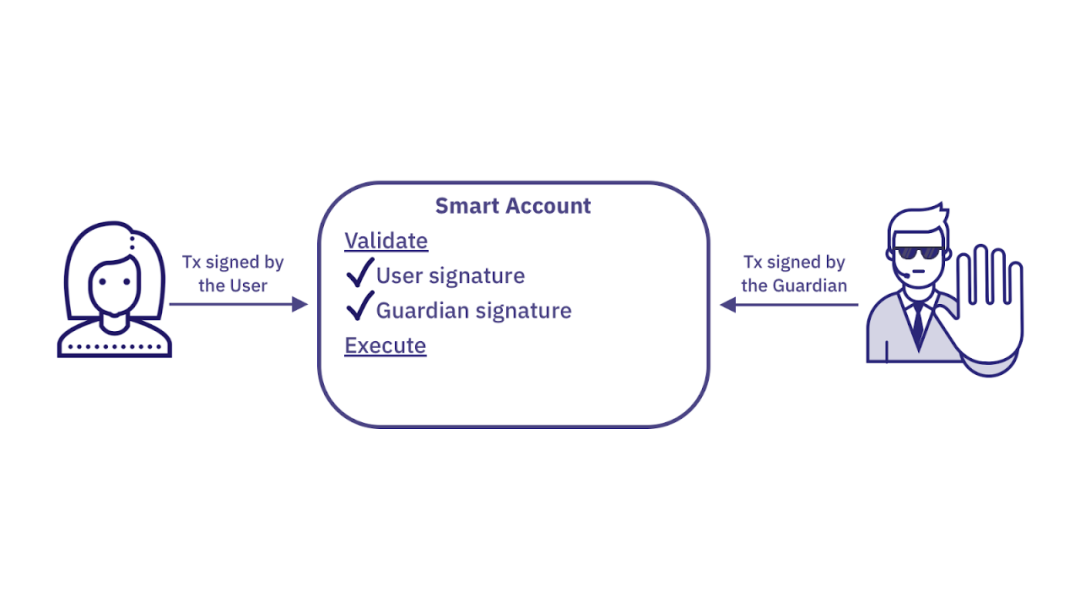 Smart Account
Validate
User signature
Guardian signature
Execute
Tx signed by
the User
Tx signed by
the Guardian